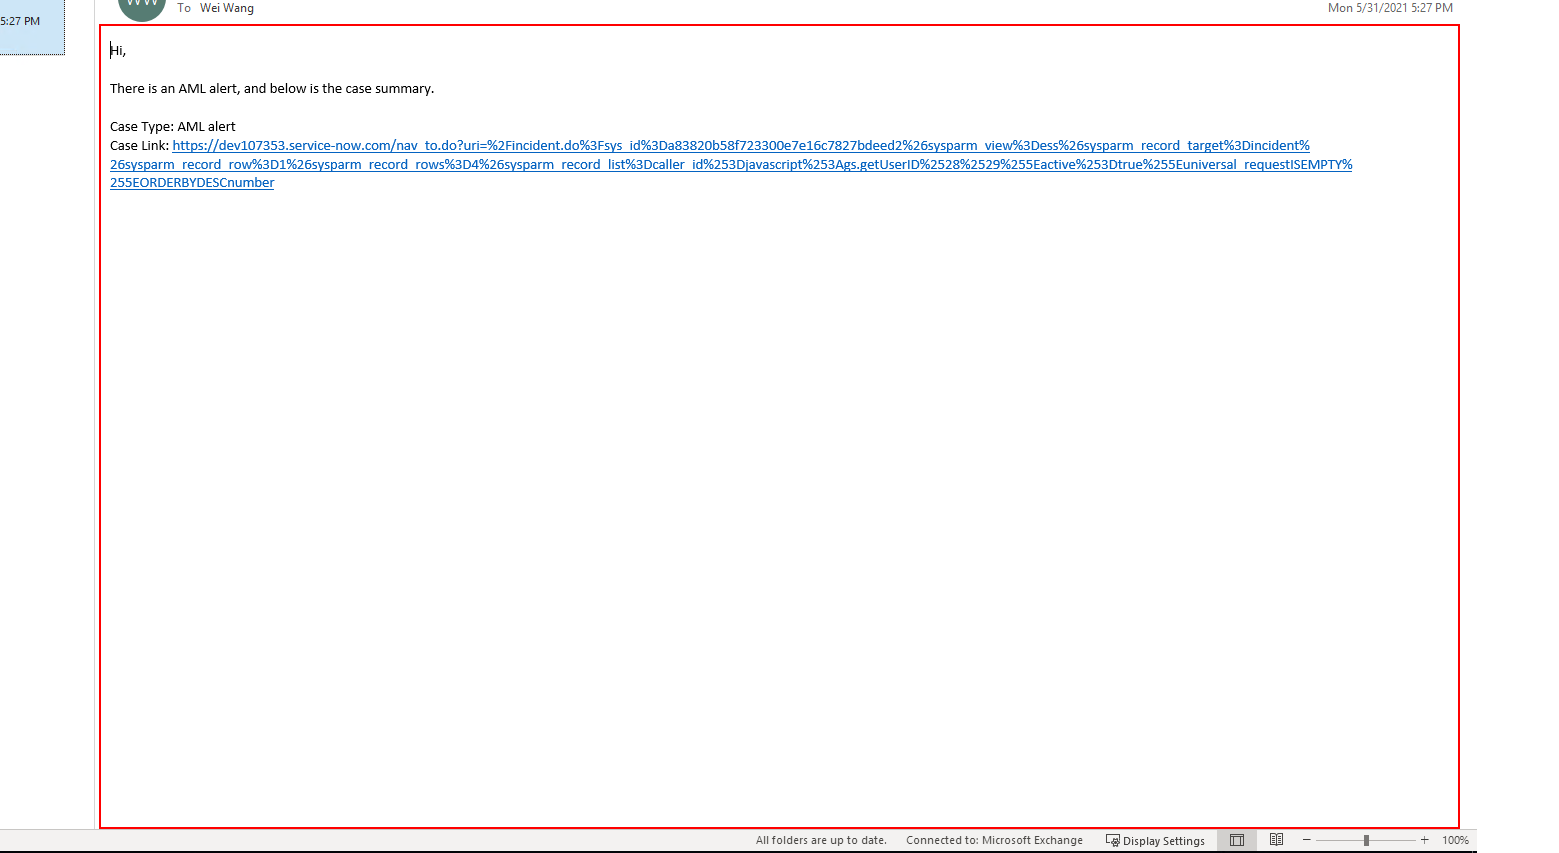 5:27 PM
To Wei Wang
Mon 5/31/2021 5:27 PM
Hi,
There is an AML alert, and below is the case summary.
Case Type: AML alert
Case Link: https://dev107353.service-now.com/nav_to.do?uri=%2Fincident.do%3Fsys_id%3Da83820b58f723300e7e16c7827bdeed2%26sysparm_view%3Dess%26sysparm_record_target%3Dincident%
26sysparm_record_row%3D1%26sysparm_record_rows%3D4%26sysparm_record_list%3Dcaller_id%253Djavascript%253Ags.getUserID%2528%2529%255Eactive%253Dtrue%255Euniversal_requestISEMPTY%
255EORDERBYDESCnumber
All folders are up to date. Connected to: Microsoft Exchange Display Settings 100%